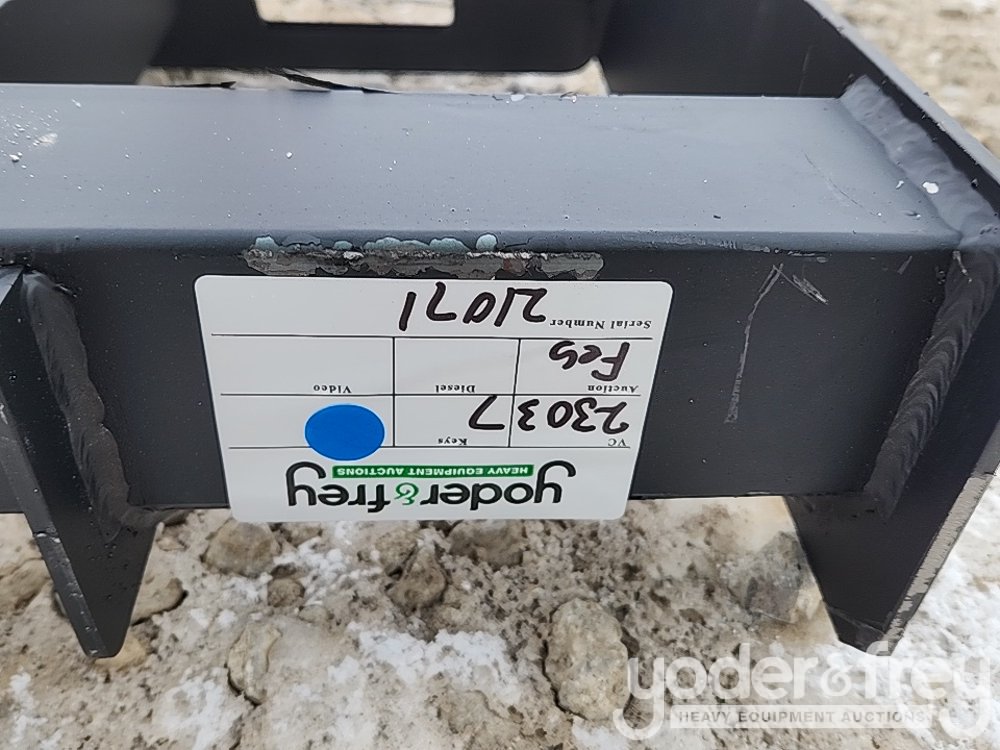 yoder&frey
HEAVY EQUIPMENT AUCTIONS
VC 23037 Keys
Auction Feb Diesel Video
Serial Number 21071
yoder&frey
HEAVY EQUIPMENT AUCTIONS